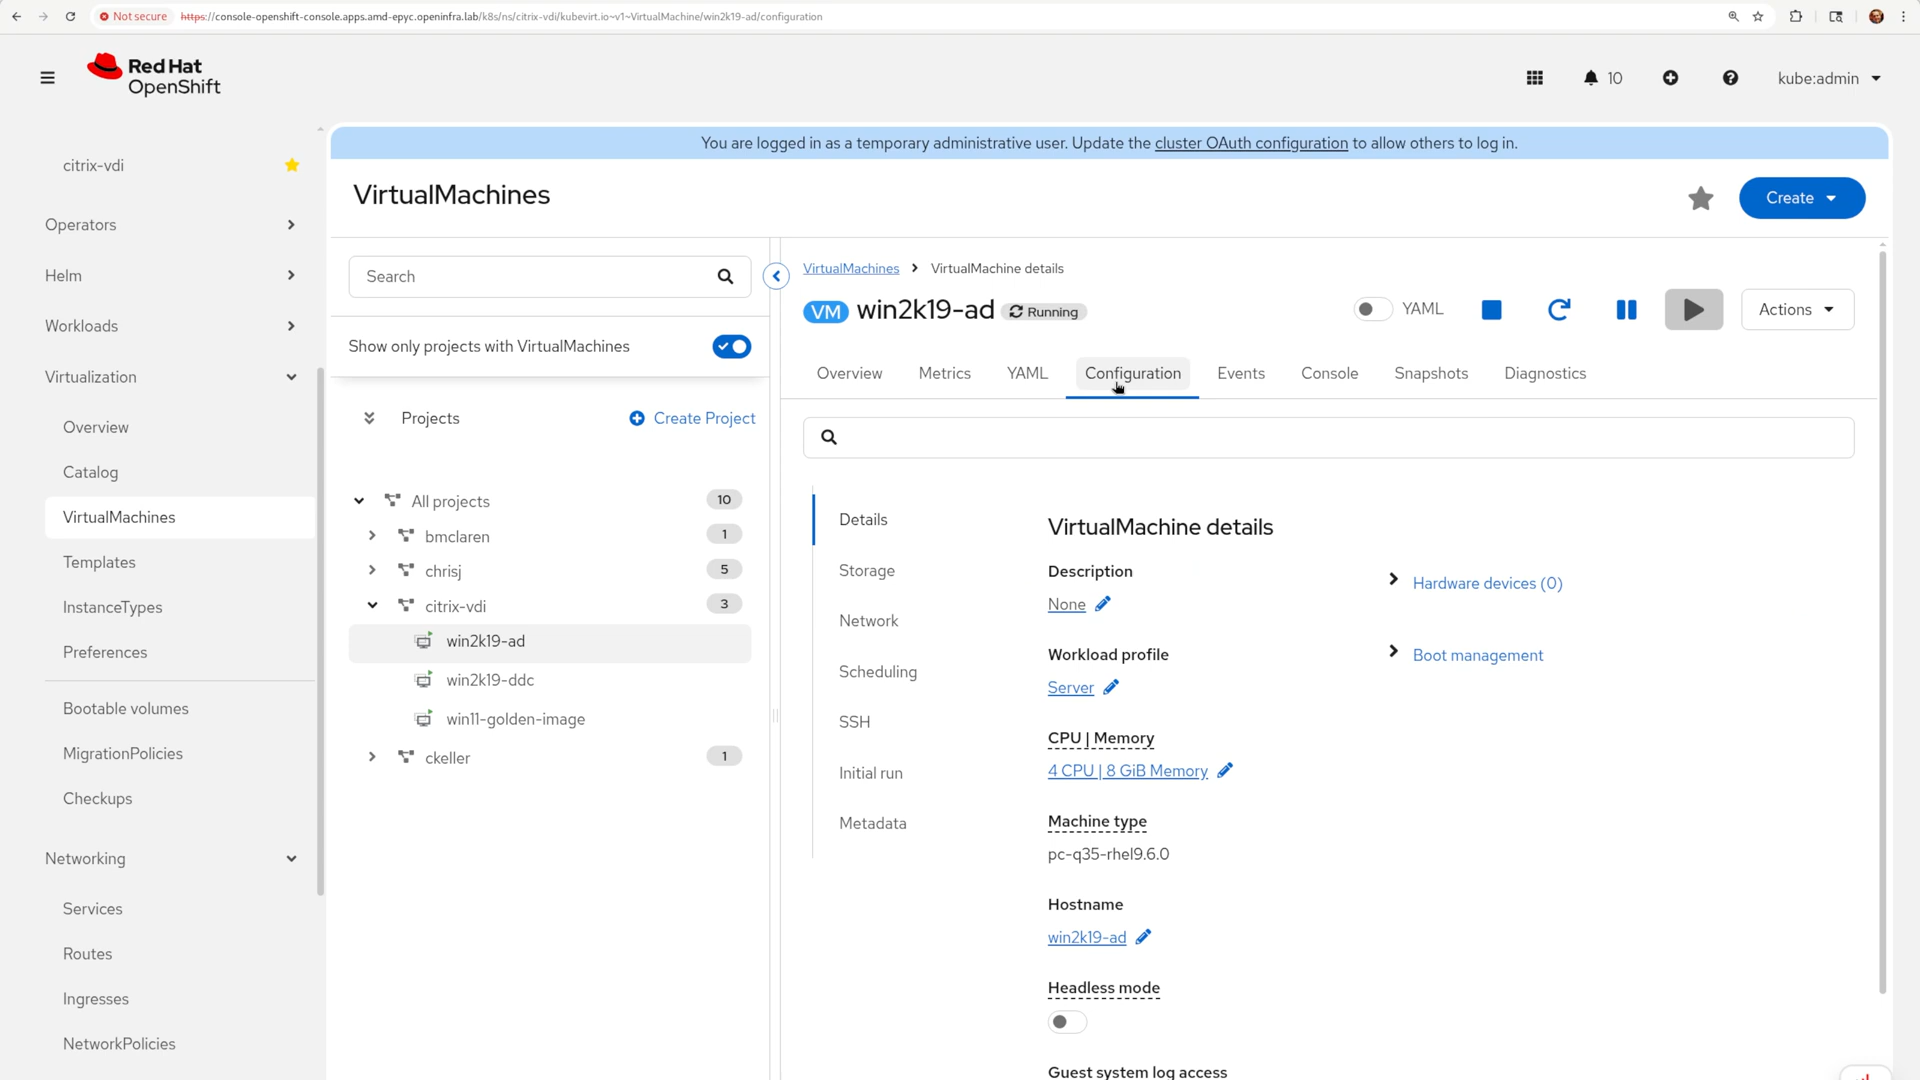 Not secure
https://console-openshift-console.apps.amd-epyc.openinfra.lab/k8s/ns/citrix-vdi/kubevirt.io~v1~VirtualMachine/win2k19-ad/configuration
Red Hat
OpenShift
10
kube:admin
You are logged in as a temporary administrative user. Update the cluster OAuth configuration to allow others to log in.
citrix-vdi
Operators
Helm
Workloads
Virtualization
Overview
Catalog
VirtualMachines
Templates
InstanceTypes
Preferences
Bootable volumes
MigrationPolicies
Checkups
Networking
Services
Routes
Ingresses
NetworkPolicies
VirtualMachines
Create
Search
Show only projects with VirtualMachines
Projects
Create Project
All projects 10
bmclaren 1
chrisj 5
citrix-vdi 3
win2k19-ad
win2k19-ddc
win11-golden-image
ckeller 1
VirtualMachines > VirtualMachine details
VM win2k19-ad Running
YAML
Actions
Overview Metrics YAML Configuration Events Console Snapshots Diagnostics
Details
Storage
Network
Scheduling
SSH
Initial run
Metadata
VirtualMachine details
Description
None
Workload profile
Server
CPU | Memory
4 CPU | 8 GiB Memory
Machine type
pc-q35-rhel9.6.0
Hostname
win2k19-ad
Headless mode
Guest system log access
Hardware devices (0)
Boot management